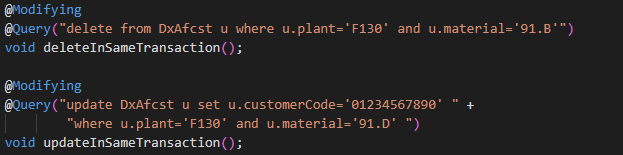 @Modifying
@Query("delete from DxAfcst u where u.plant='F130' and u.material='91.B'")
void deleteInSameTransaction();
@Modifying
@Query("update DxAfcst u set u.customerCode='01234567890' " +
"where u.plant='F130' and u.material='91.D' ")
void updateInSameTransaction();